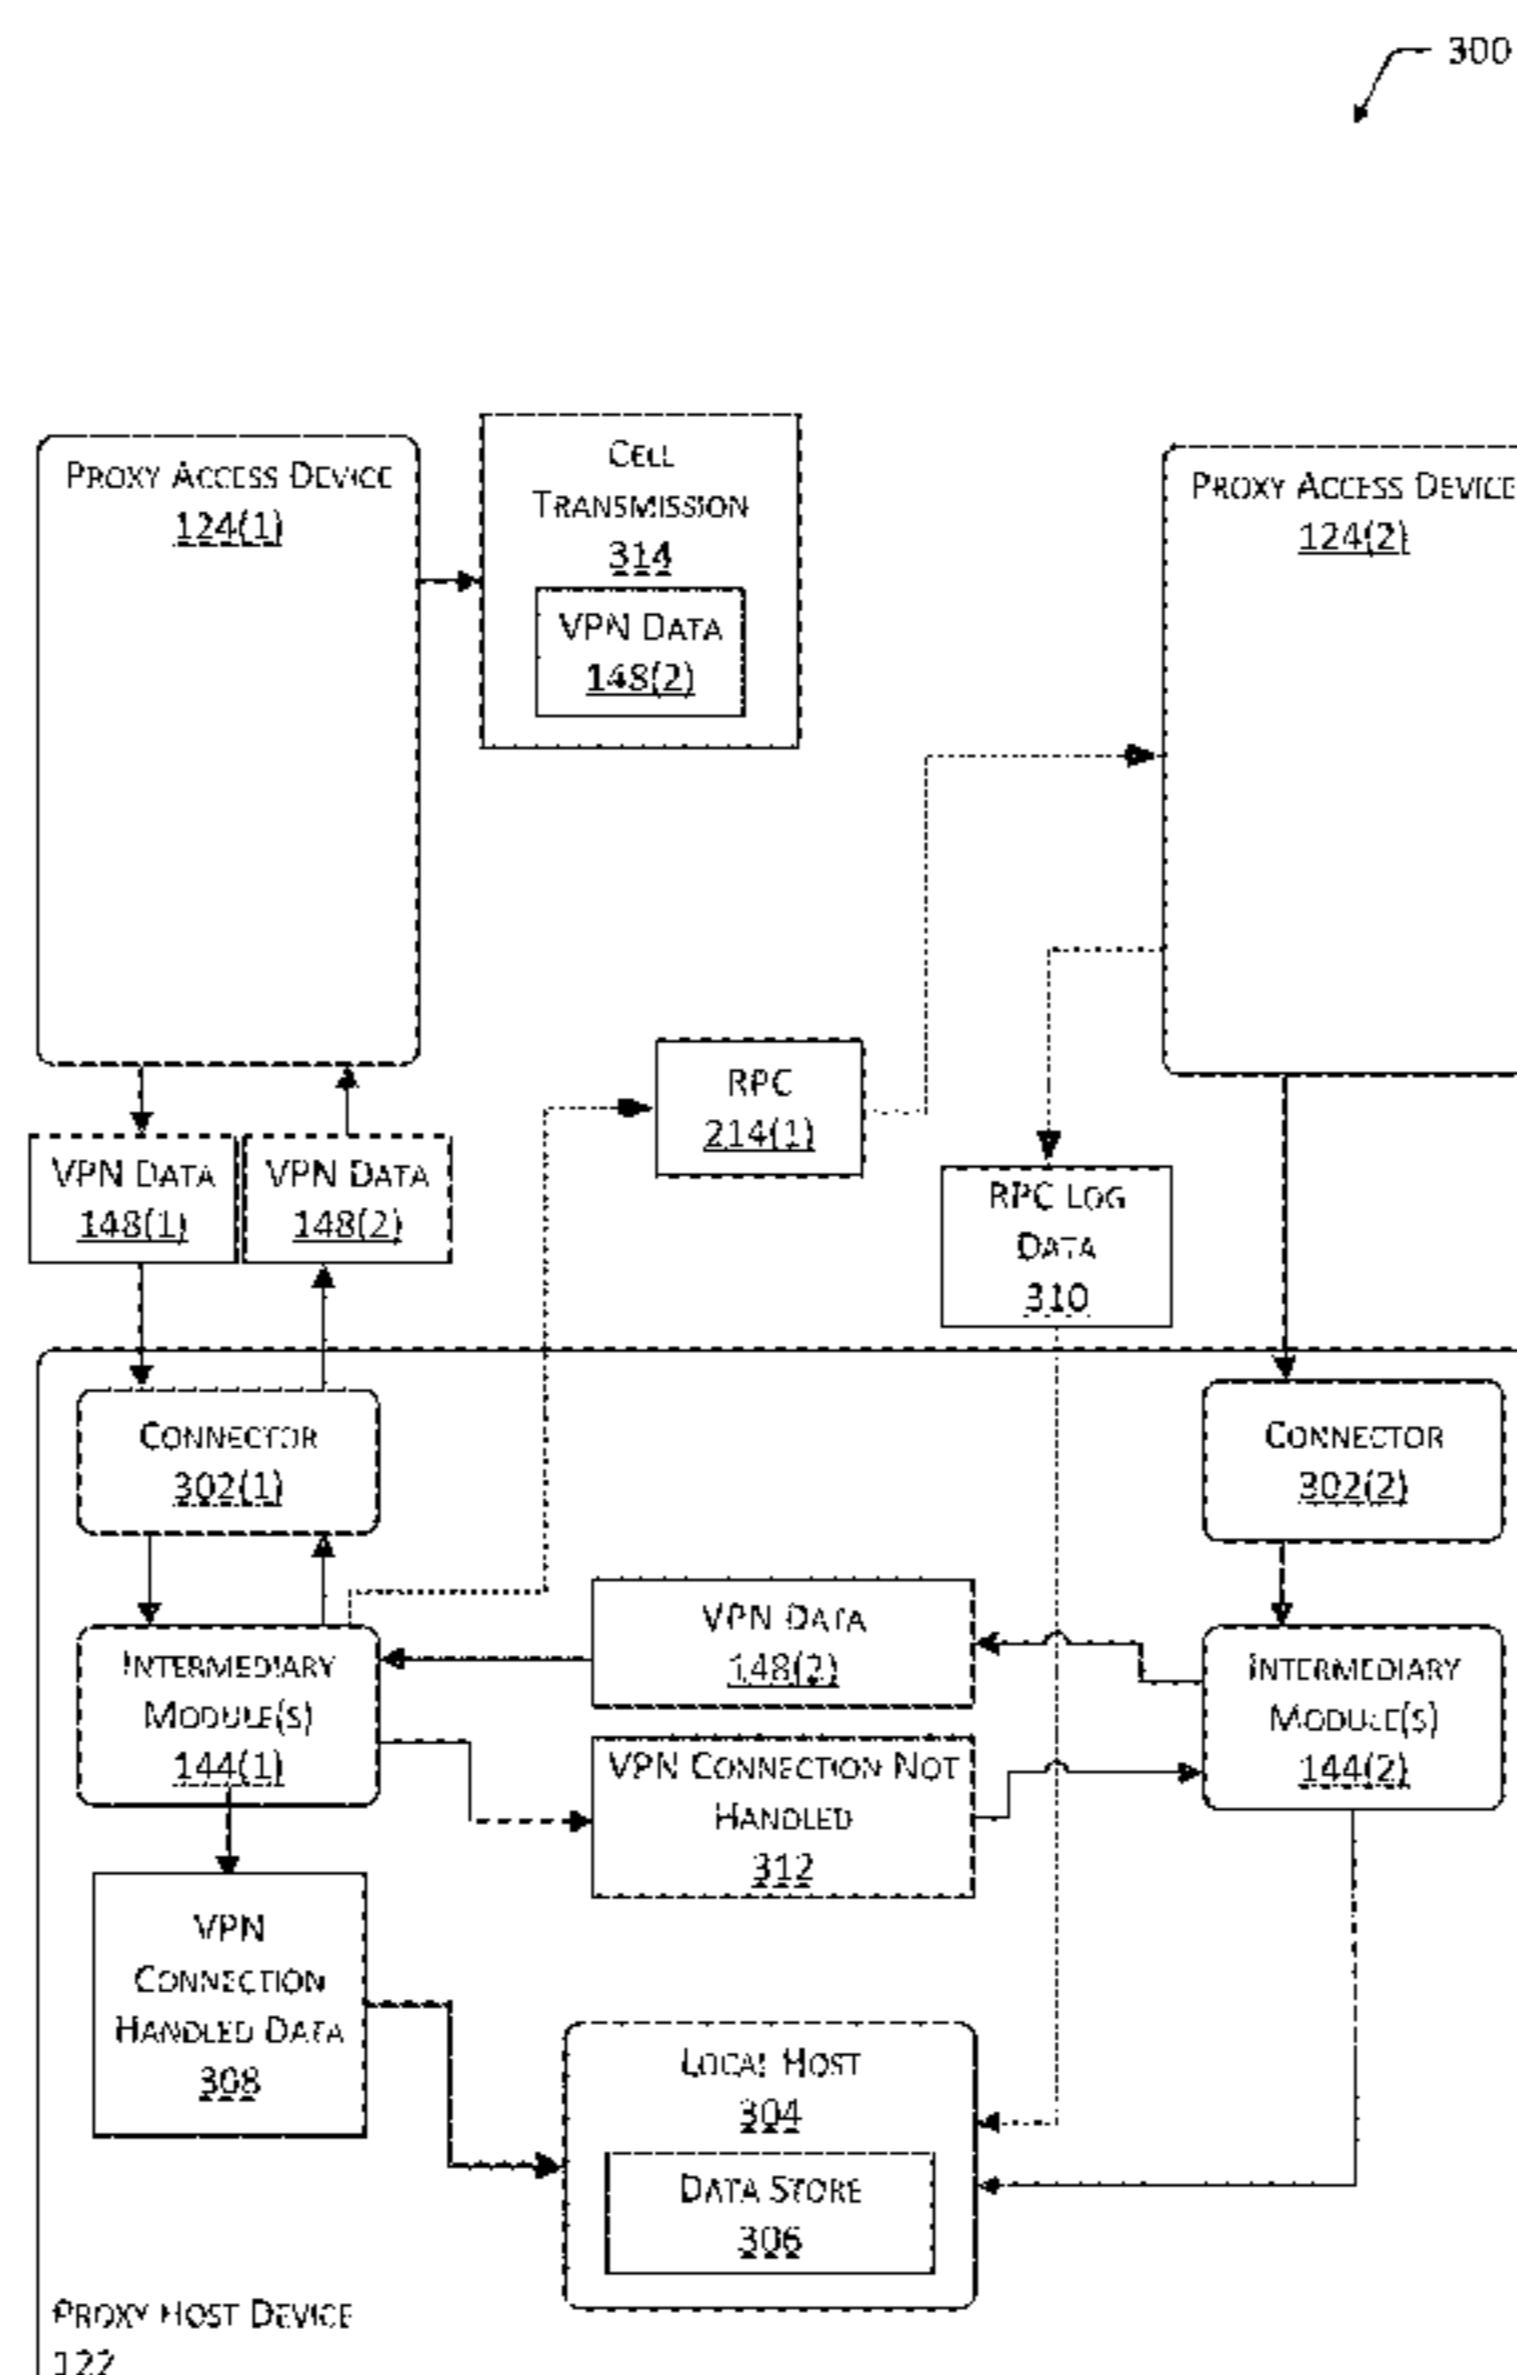 300
PROXY ACCESS DEVICE
124(1)
CELL
TRANSMISSION
314
VPN DATA
148(2)
PROXY ACCESS DEVICE
124(2)
RPC
214(1)
VPN DATA
148(1)
VPN DATA
148(2)
RPC LOG
DATA
310
CONNECTOR
302(1)
CONNECTOR
302(2)
VPN DATA
148(2)
INTERMEDIARY
MODULE(S)
144(1)
INTERMEDIARY
MODULE(S)
144(2)
VPN CONNECTION NOT
HANDLED
312
VPN
CONNECTION
HANDLED DATA
308
LOCAL HOST
304
DATA STORE
306
PROXY HOST DEVICE
122